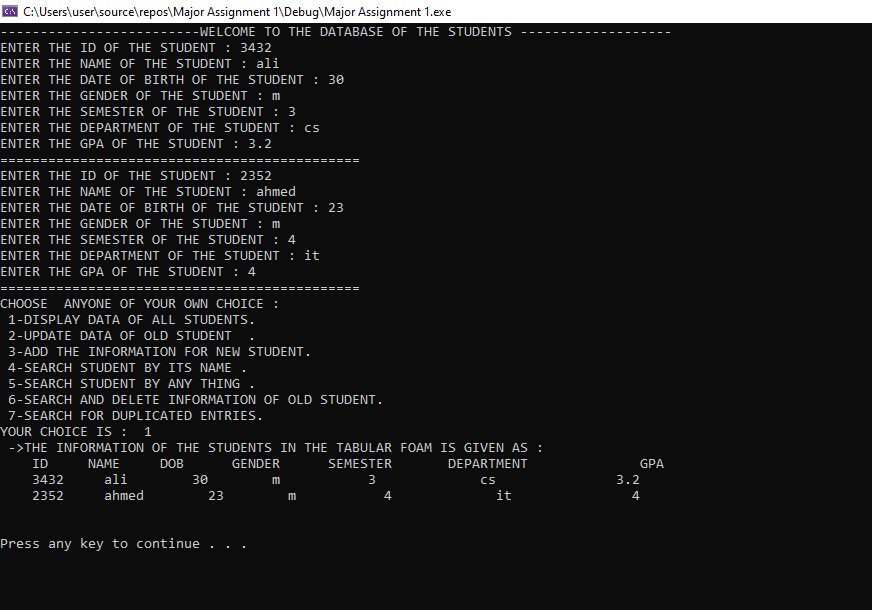 C:\Users\user\source\repos\Major Assignment 1\Debug\Major Assignment 1.exe
-------------------------WELCOME TO THE DATABASE OF THE STUDENTS -------------------
ENTER THE ID OF THE STUDENT : 3432
ENTER THE NAME OF THE STUDENT : ali
ENTER THE DATE OF BIRTH OF THE STUDENT : 30
ENTER THE GENDER OF THE STUDENT : m
ENTER THE SEMESTER OF THE STUDENT : 3
ENTER THE DEPARTMENT OF THE STUDENT : cs
ENTER THE GPA OF THE STUDENT : 3.2
=============================================
ENTER THE ID OF THE STUDENT : 2352
ENTER THE NAME OF THE STUDENT : ahmed
ENTER THE DATE OF BIRTH OF THE STUDENT : 23
ENTER THE GENDER OF THE STUDENT : m
ENTER THE SEMESTER OF THE STUDENT : 4
ENTER THE DEPARTMENT OF THE STUDENT : it
ENTER THE GPA OF THE STUDENT : 4
=============================================
CHOOSE  ANYONE OF YOUR OWN CHOICE :
 1-DISPLAY DATA OF ALL STUDENTS.
 2-UPDATE DATA OF OLD STUDENT  .
 3-ADD THE INFORMATION FOR NEW STUDENT.
 4-SEARCH STUDENT BY ITS NAME .
 5-SEARCH STUDENT BY ANY THING .
 6-SEARCH AND DELETE INFORMATION OF OLD STUDENT.
 7-SEARCH FOR DUPLICATED ENTRIES.
YOUR CHOICE IS :  1
 ->THE INFORMATION OF THE STUDENTS IN THE TABULAR FOAM IS GIVEN AS :
    ID     NAME     DOB      GENDER      SEMESTER       DEPARTMENT              GPA
    3432     ali        30        m           3             cs               3.2
    2352     ahmed        23        m           4             it               4
Press any key to continue . . .